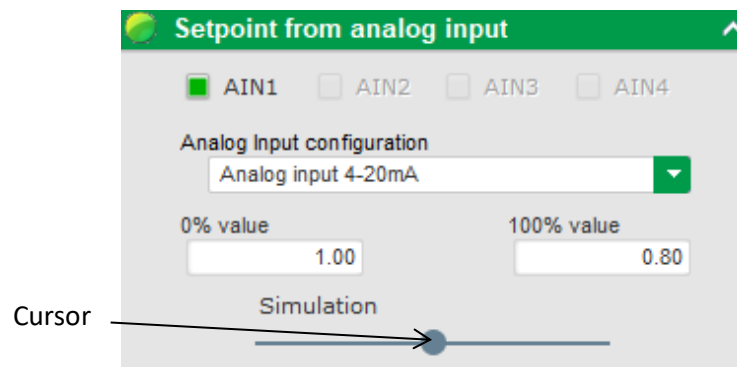 Setpoint from analog input
AIN1 AIN2 AIN3 AIN4
Analog Input configuration
Analog input 4-20mA
0% value 100% value
1.00 0.80
Simulation
Cursor